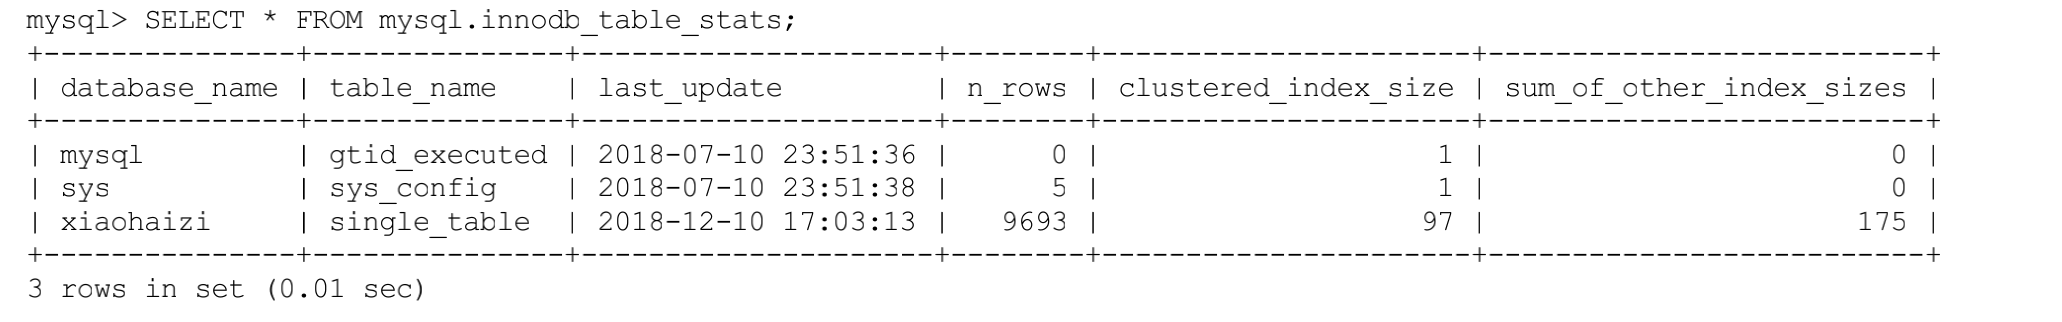 mysql> SELECT * FROM mysql.innodb_table_stats;
+---------------+---------------+---------------------+--------+----------------------+--------------------------+
| database_name | table_name    | last_update         | n_rows | clustered_index_size | sum_of_other_index_sizes |
+---------------+---------------+---------------------+--------+----------------------+--------------------------+
| mysql         | gtid_executed | 2018-07-10 23:51:36 |      0 |                    1 |                        0 |
| sys           | sys_config    | 2018-07-10 23:51:38 |      5 |                    1 |                        0 |
| xiaohaizi     | single_table  | 2018-12-10 17:03:13 |   9693 |                   97 |                      175 |
+---------------+---------------+---------------------+--------+----------------------+--------------------------+
3 rows in set (0.01 sec)